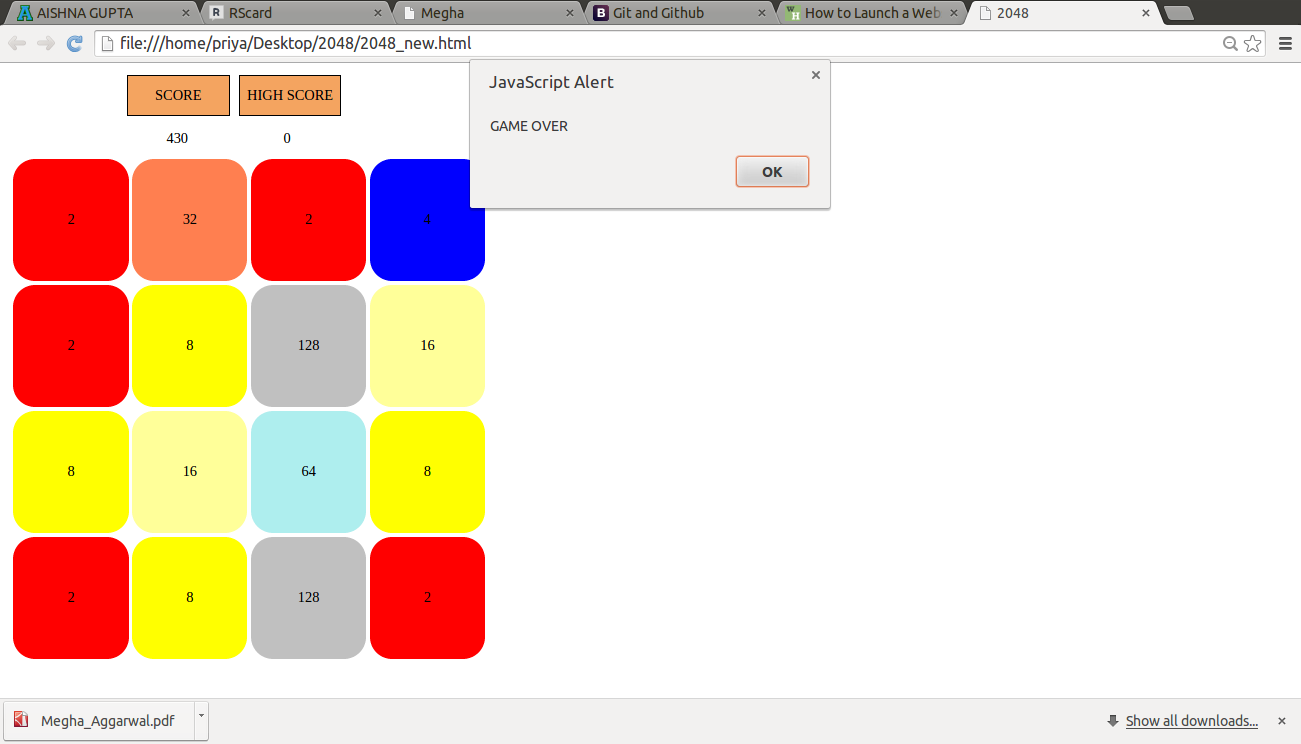 AISHNA GUPTA
RScard
Megha
Git and Github
How to Launch a Web
2048
file:///home/priya/Desktop/2048/2048_new.html
JavaScript Alert
GAME OVER
OK
SCORE HIGH SCORE
430 0
2 32 2 4
2 8 128 16
8 16 64 8
2 8 128 2
Megha_Aggarwal.pdf
Show all downloads...